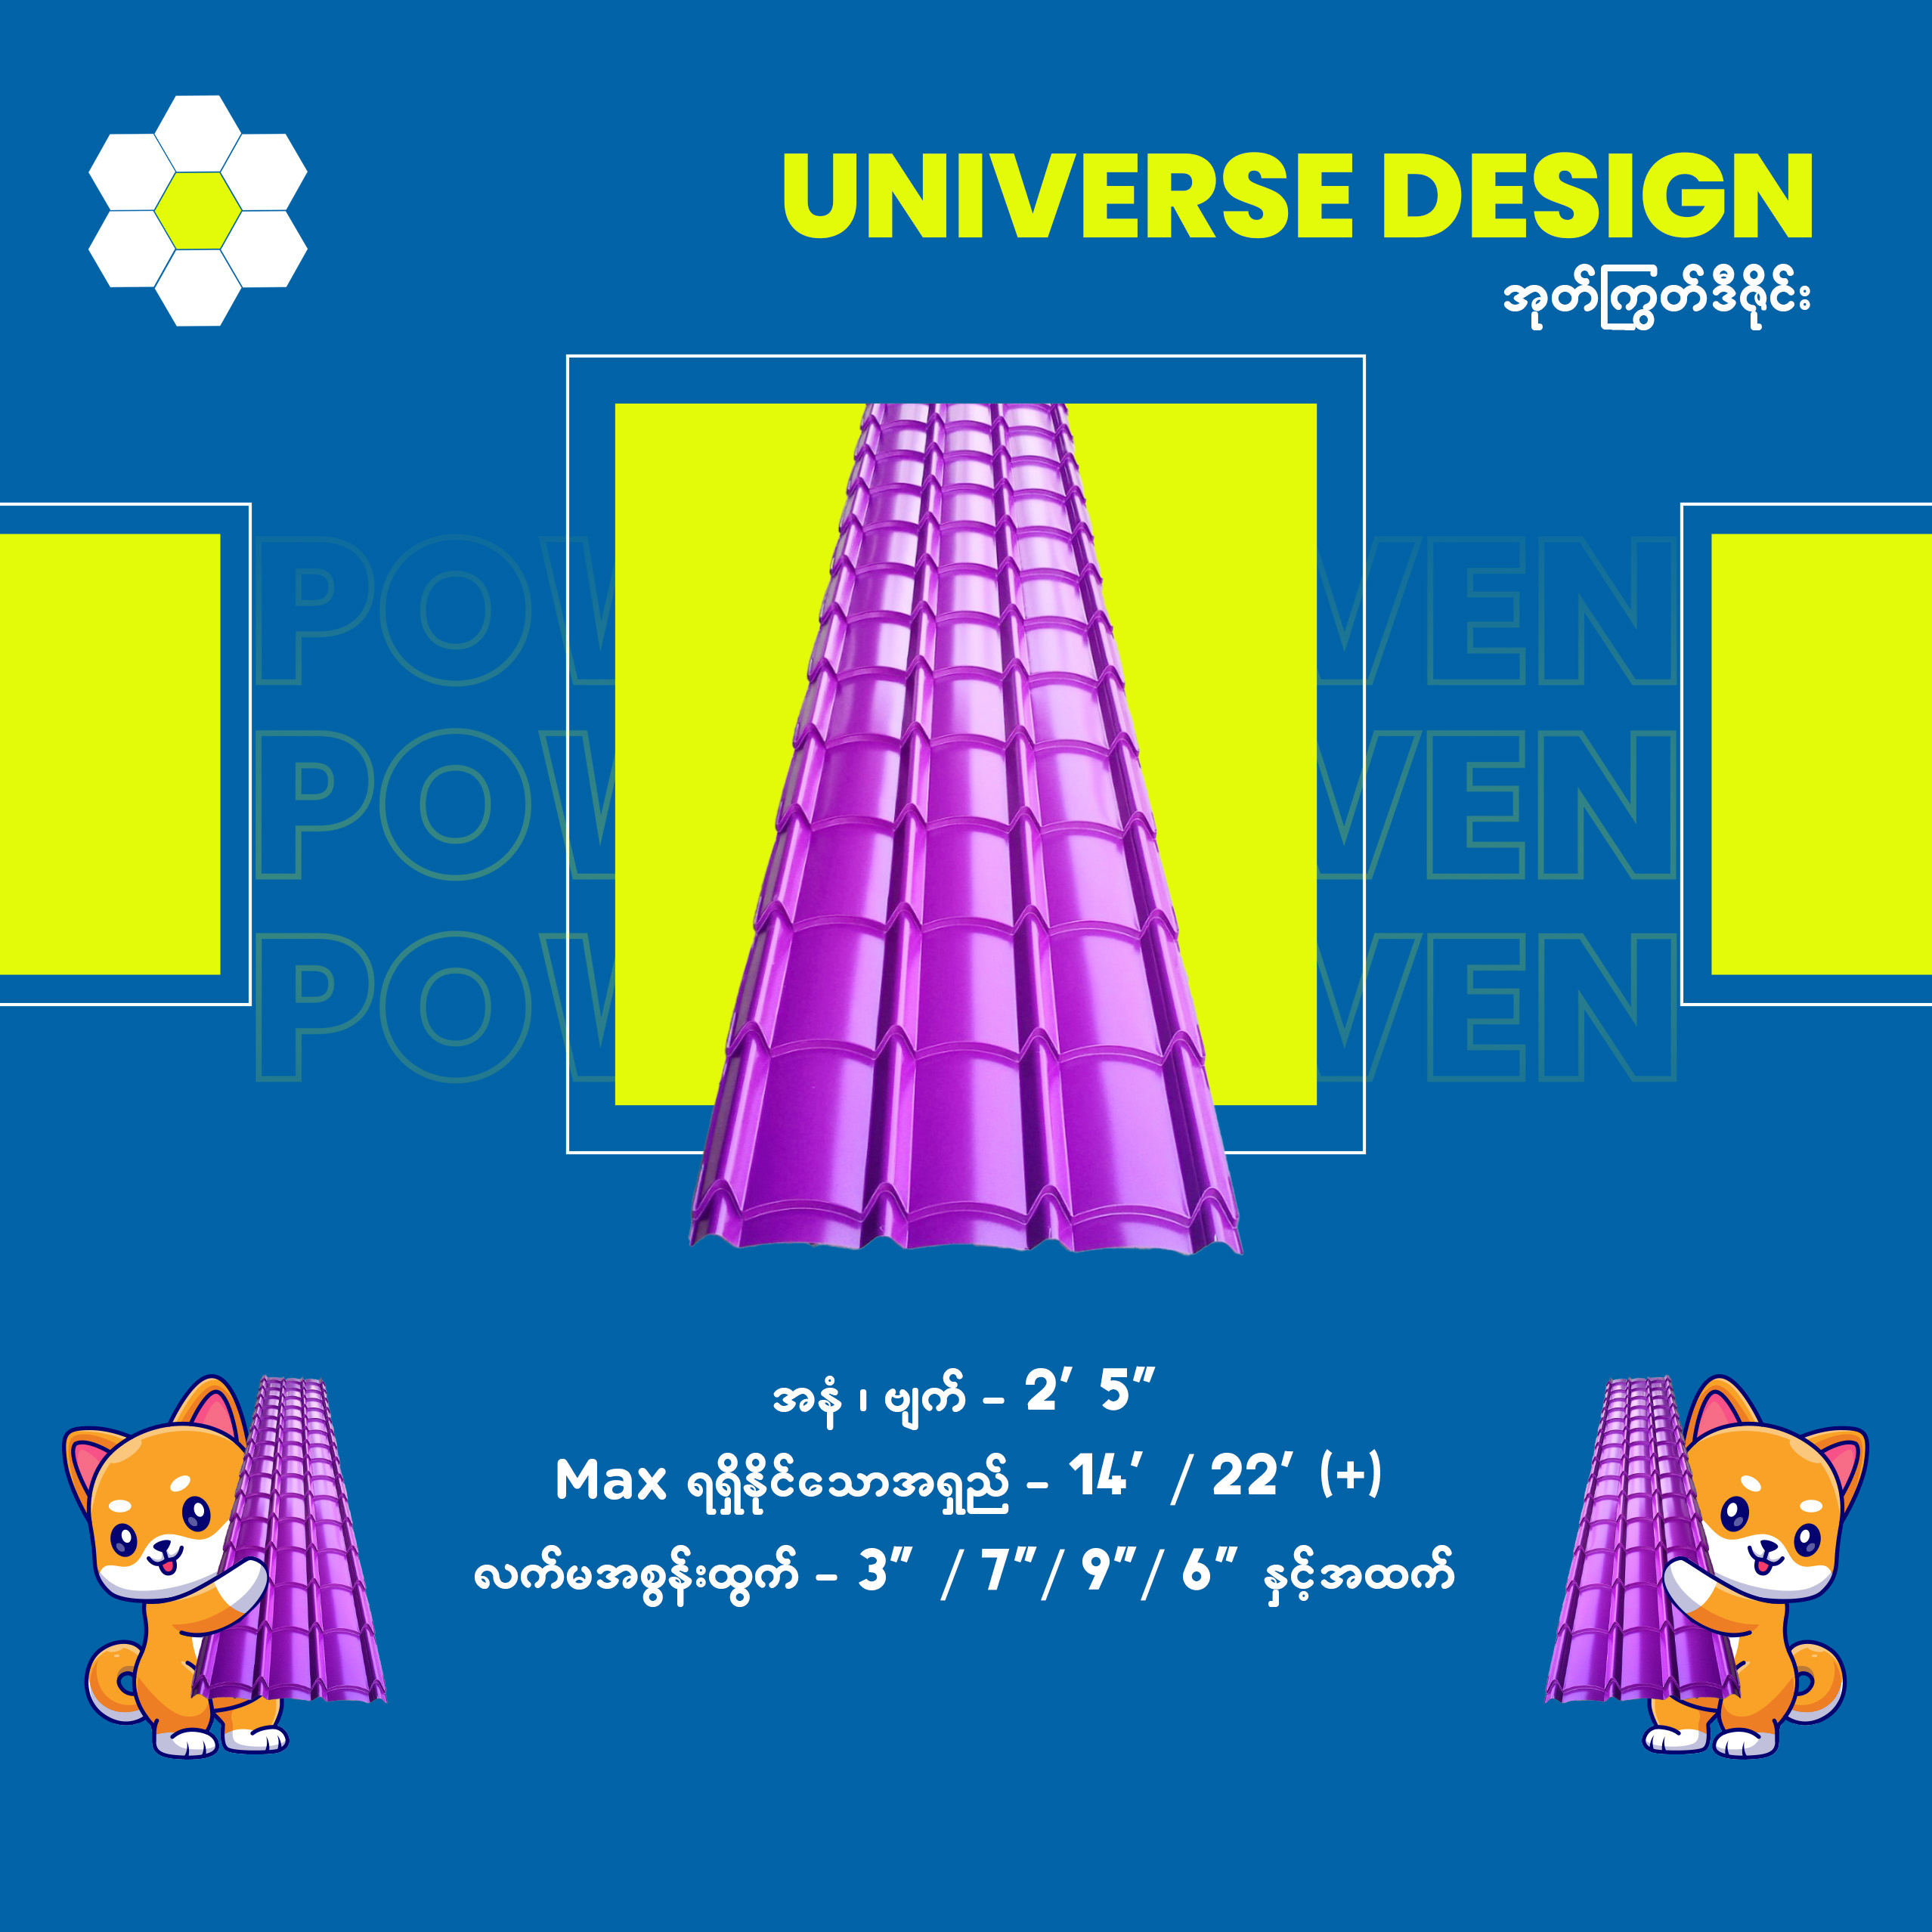 UNIVERSE DESIGN
အုတ်ကြွတ်ဒီဇိုင်း
POW VEN
POW VEN
POW VEN
အနံ ၊ ဗျက် - 2' 5"
Max ရရှိနိုင်သောအရှည် - 14' / 22' (+)
လက်မအစွန်းထွက် - 3" / 7"/ 9"/ 6" နှင့်အထက်